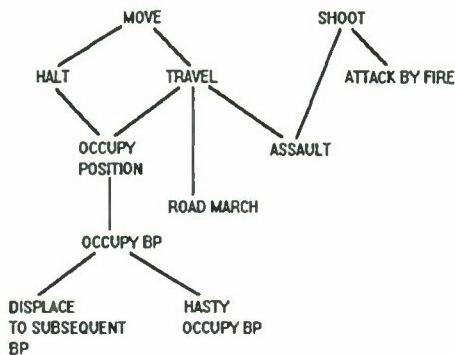 MOVE
SHOOT
HALT
TRAVEL
ATTACK BY FIRE
OCCUPY
POSITION
ASSAULT
ROAD MARCH
OCCUPY BP
DISPLACE
TO SUBSEQUENT
BP
HASTY
OCCUPY BP